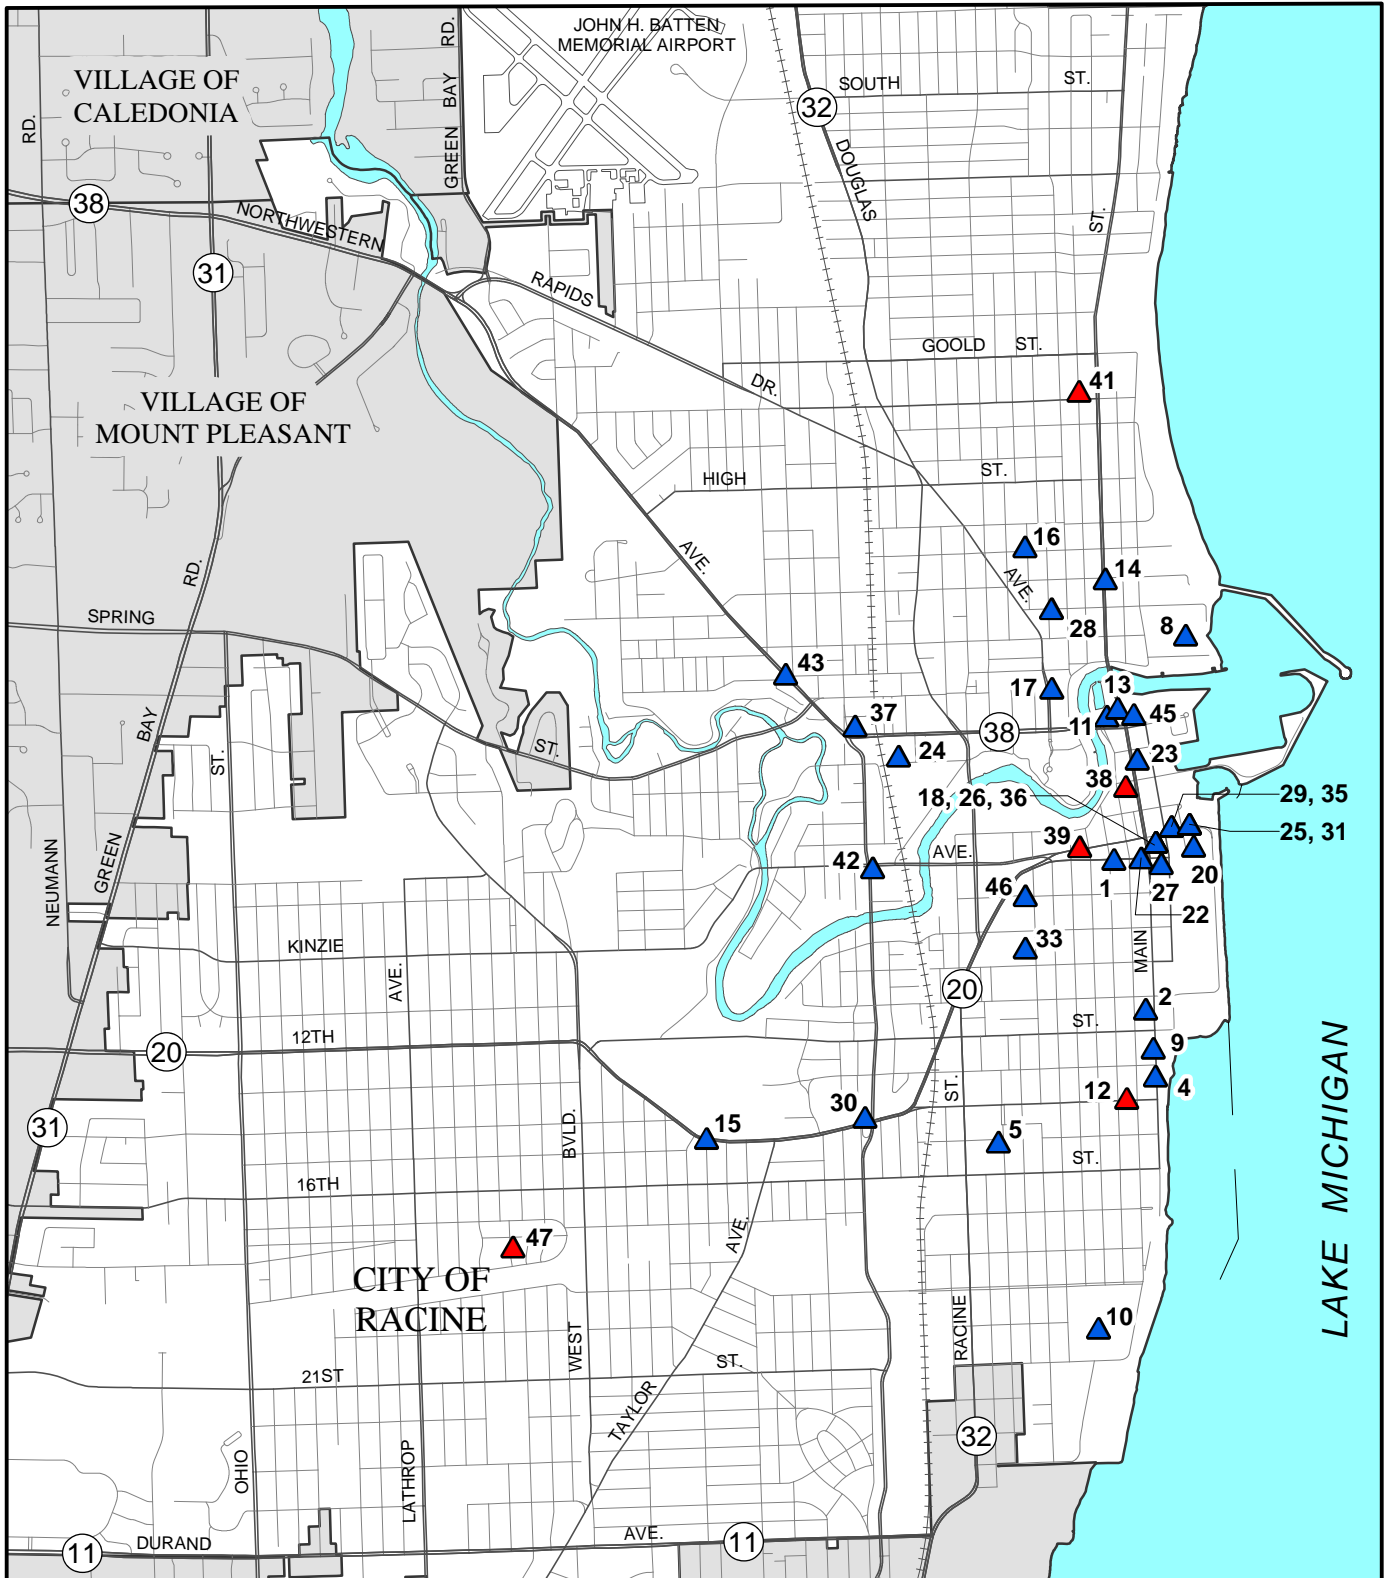 JOHN H. BATTEN
MEMORIAL AIRPORT
RD.
VILLAGE OF
CALEDONIA
RD.
GREEN BAY
SOUTH ST.
32
DOUGLAS
38
NORTHWESTERN
31
ST.
RAPIDS
GOOLD ST.
DR.
41
VILLAGE OF
MOUNT PLEASANT
HIGH ST.
AVE.
16
AVE.
14
RD.
SPRING
28
8
43
17
13
37
11
45
38
BAY
ST.
ST.
24
23
38
18, 26, 36
29, 35
25, 31
39
AVE.
42
GREEN
NEUMANN
46
1
27
20
22
KINZIE
33
MAIN
AVE.
20
2
12TH
ST.
20
9
4
LAKE MICHIGAN
31
ST.
12
30
15
5
BVLD.
16TH
ST.
47
AVE.
CITY OF
RACINE
10
RACINE
WEST
21ST
ST.
TAYLOR
32
OHIO
LATHROP
DURAND
AVE.
11
11